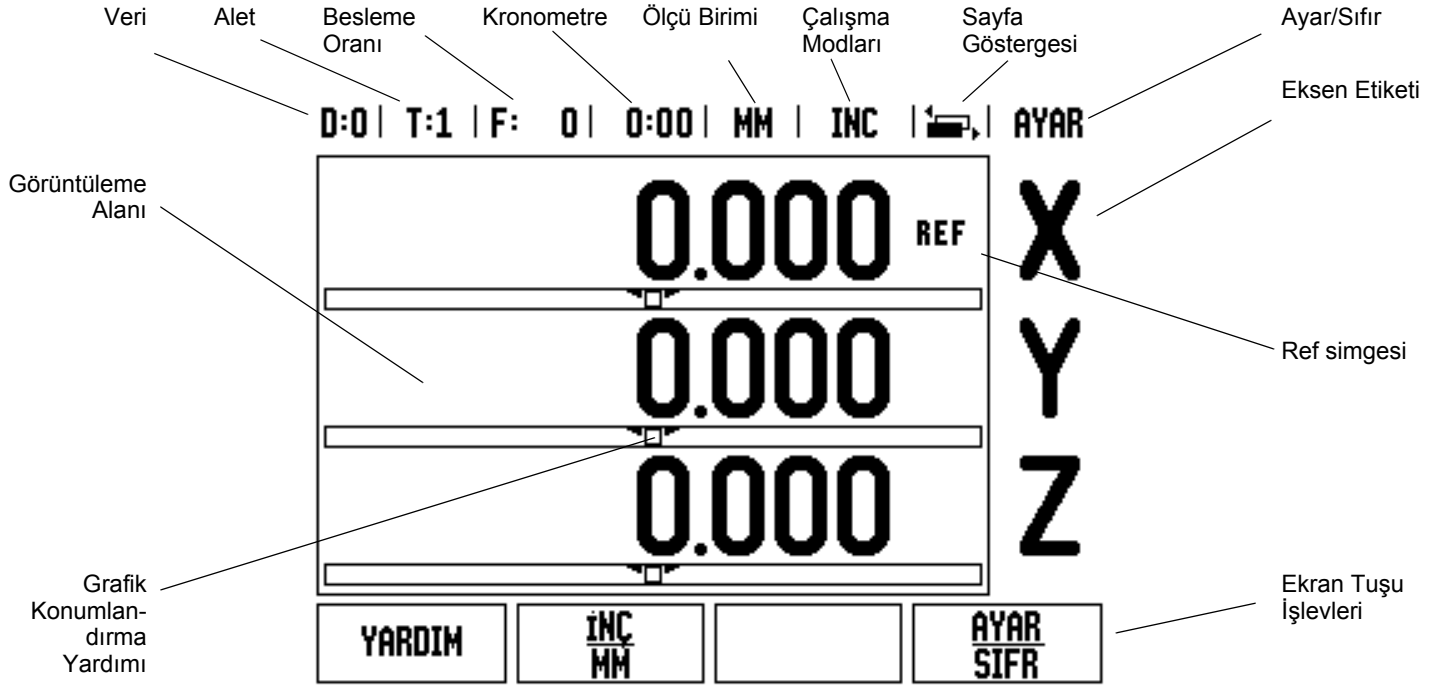 Veri Alet Besleme Oranı Kronometre Ölçü Birimi Çalışma Modları Sayfa Göstergesi Ayar/Sıfır
D:0 | T:1 | F: 0 | 0:00 | MM | INC | | AYAR
Eksen Etiketi
Görüntüleme Alanı
0.000 REF X
0.000 Y
Ref simgesi
0.000 Z
Grafik
Konumlan-
dırma
Yardımı
Ekran Tuşu
İşlevleri
YARDIM
İNÇ
MM
AYAR
SIFR